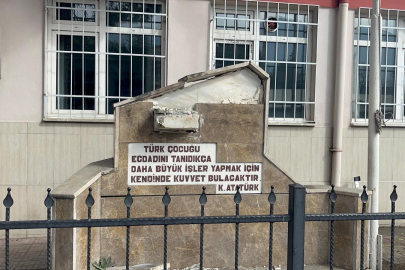 TÜRK ÇOCUĞU
ECDADINI TANIDIKÇA
DAHA BÜYÜK İŞLER YAPMAK İÇİN
KENDİNDE KUVVET BULACAKTIR.
K. ATATÜRK